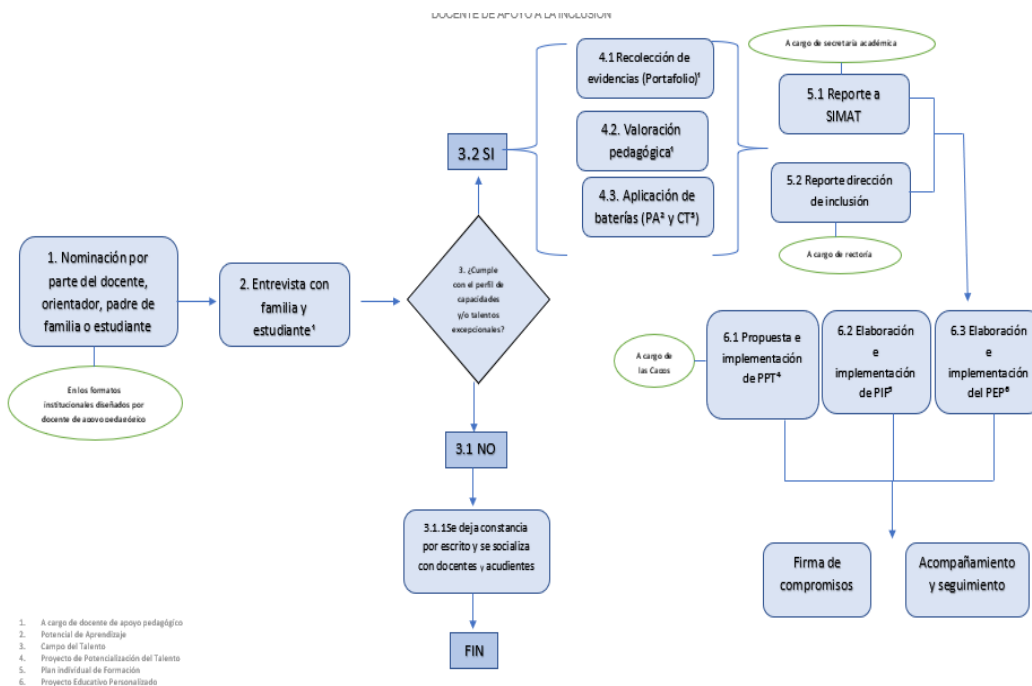 DOCENTE DE APOYO A LA INCLUSIÓN
1. Nominación por
parte del docente,
orientador, padre de
familia o estudiante
En los formatos
institucionales diseñados por
docente de apoyo pedagógico
2. Entrevista con
familia y
estudiante¹
3. ¿Cumple
con el perfil de
capacidades
y/o talentos
excepcionales?
3.2 SI
3.1 NO
3.1.1Se deja constancia
por escrito y se socializa
con docentes y acudientes
FIN
4.1 Recolección de
evidencias (Portafolio)¹
4.2. Valoración
pedagógica¹
4.3. Aplicación de
baterías (PA² y CT³)
A cargo de secretaría académica
5.1 Reporte a
SIMAT
5.2 Reporte dirección
de inclusión
A cargo de rectoría
A cargo de
las Cacos
6.1 Propuesta e
implementación
de PPT⁴
6.2 Elaboración
e
implementación
de PIF⁵
6.3 Elaboración
e
implementación
del PEP⁶
Firma de
compromisos
Acompañamiento
y seguimiento
1. A cargo de docente de apoyo pedagógico
2. Potencial de Aprendizaje
3. Campo del Talento
4. Proyecto de Potencialización del Talento
5. Plan individual de Formación
6. Proyecto Educativo Personalizado